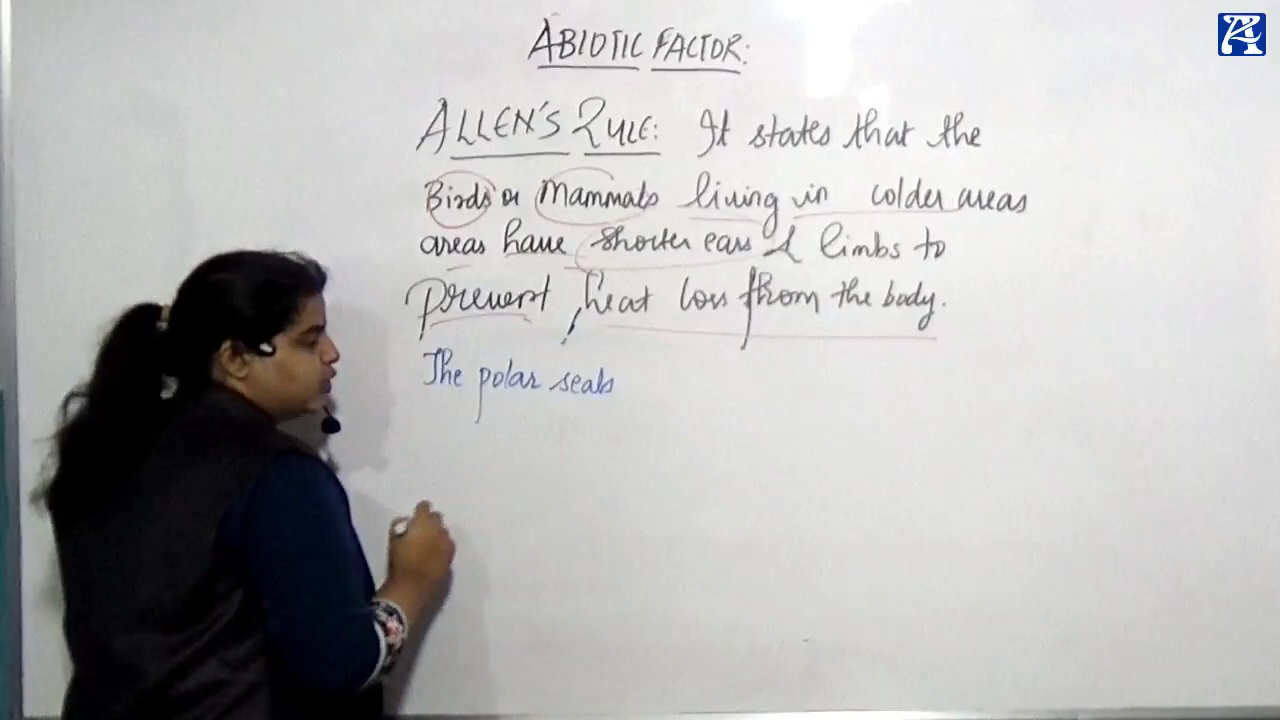 ABIOTIC FACTOR:
ALLEN'S RULE: It states that the
Birds or Mammals living in colder areas
areas have shorter ears & limbs to
prevent heat loss from the body.
The polar seals